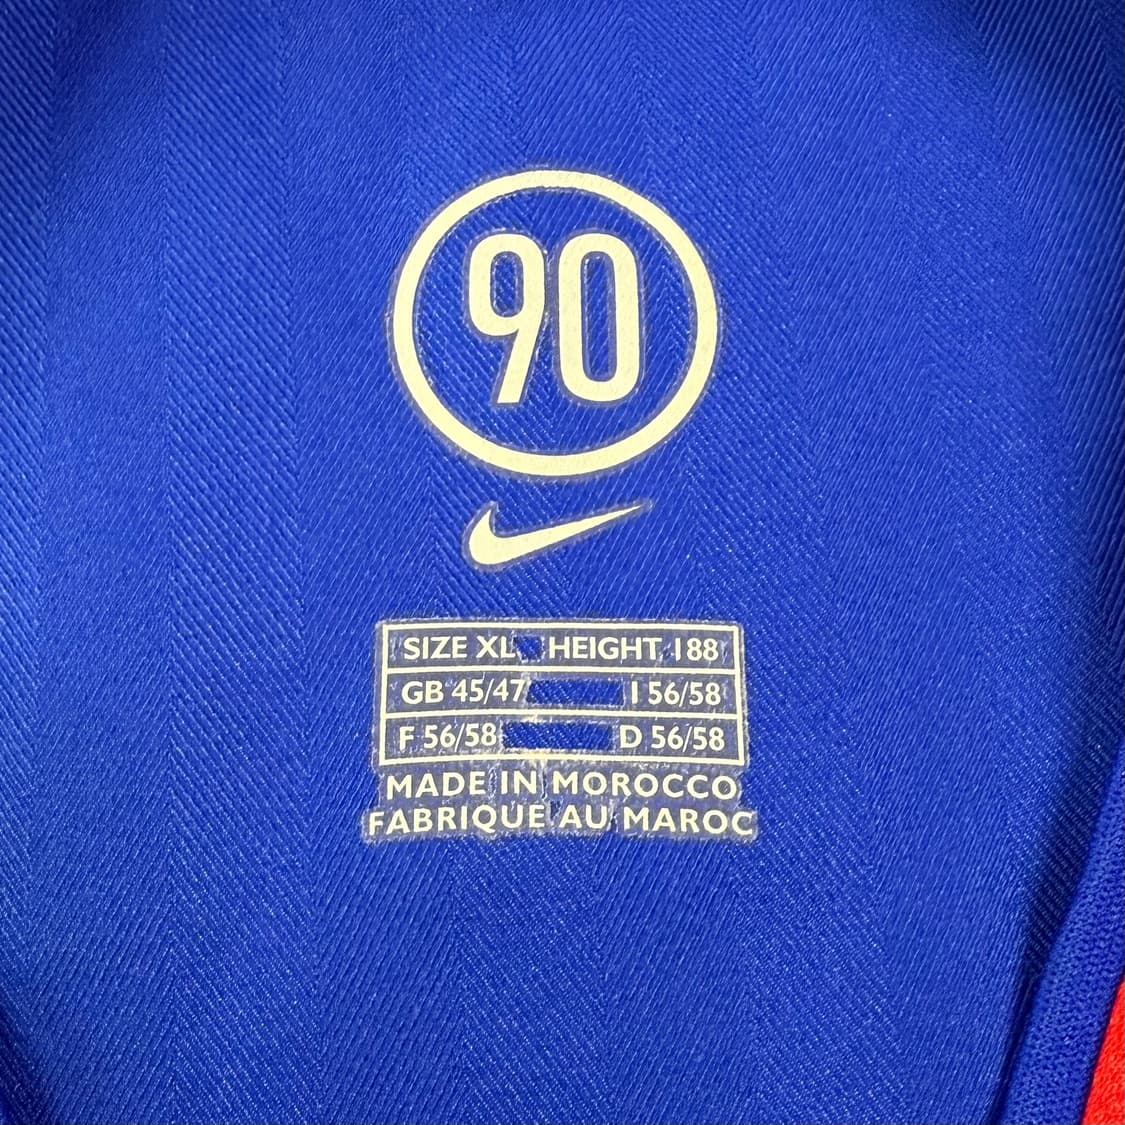 90
SIZE XL HEIGHT 188
GB 45/47 I 56/58
F 56/58 D 56/58
MADE IN MOROCCO
FABRIQUE AU MAROC